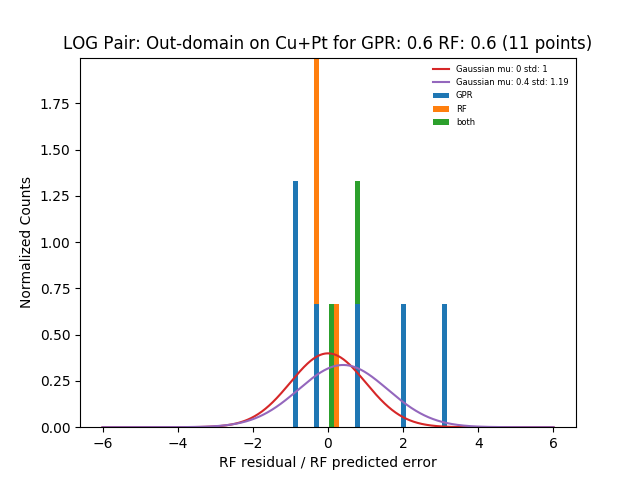 LOG Pair: Out-domain on Cu+Pt for GPR: 0.6 RF: 0.6 (11 points)
Gaussian mu: 0 std: 1
Gaussian mu: 0.4 std: 1.19
GPR
RF
both
Normalized Counts
1.75
1.50
1.25
1.00
0.75
0.50
0.25
0.00
−6 −4 −2 0 2 4 6
RF residual / RF predicted error